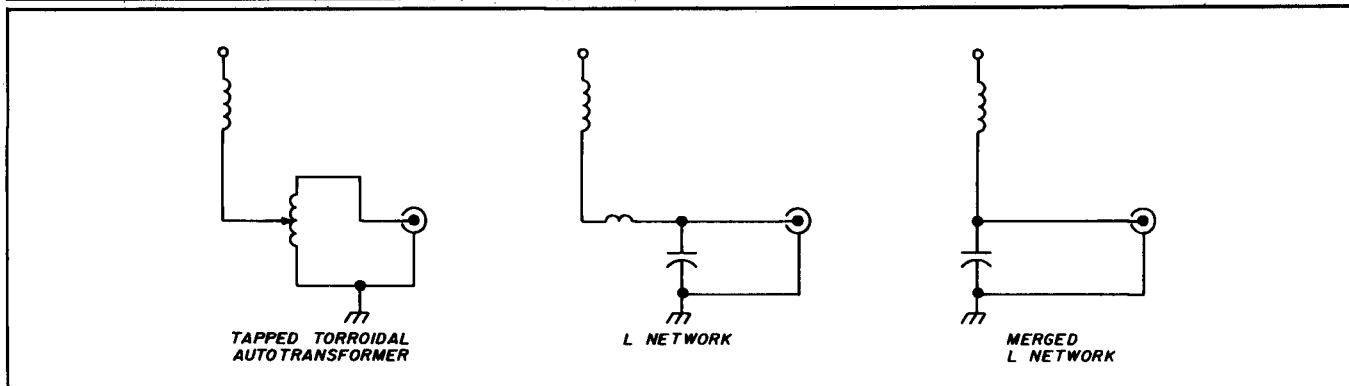 TAPPED TORROIDAL
AUTOTRANSFORMER
L NETWORK
MERGED
L NETWORK